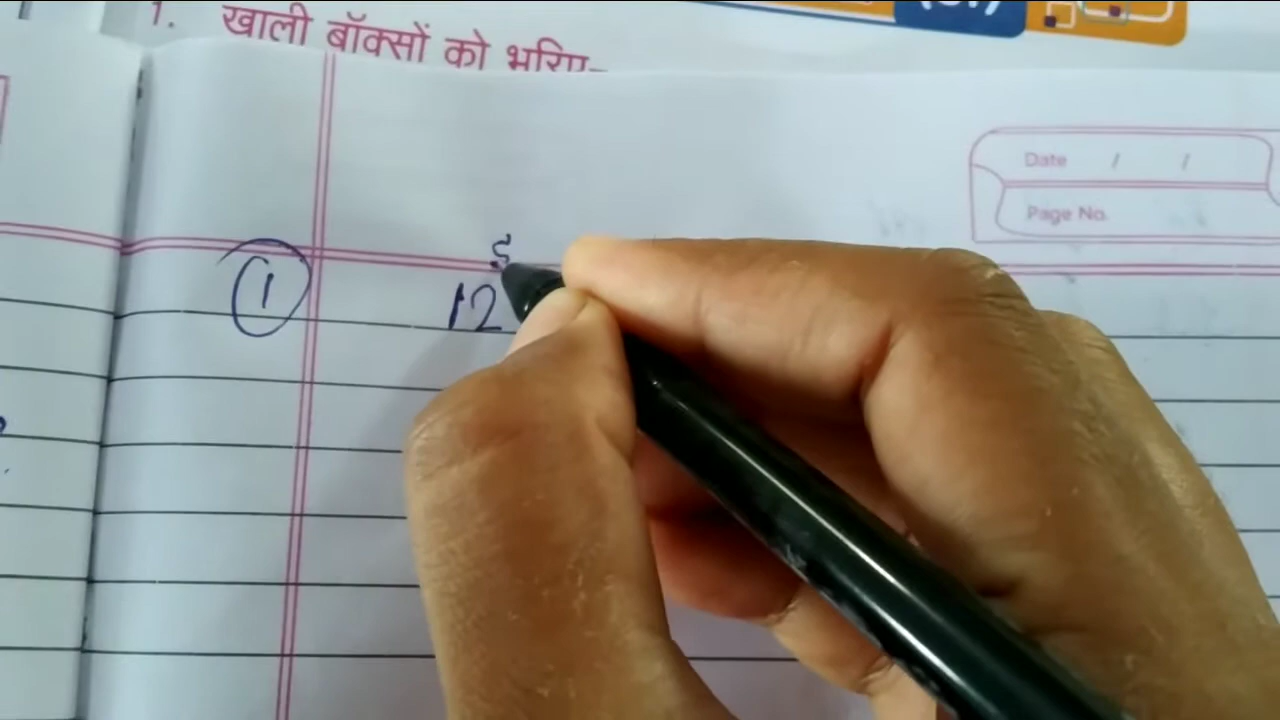 1. खाली बॉक्सों को भरिए–
Date / /
Page No.
1
12